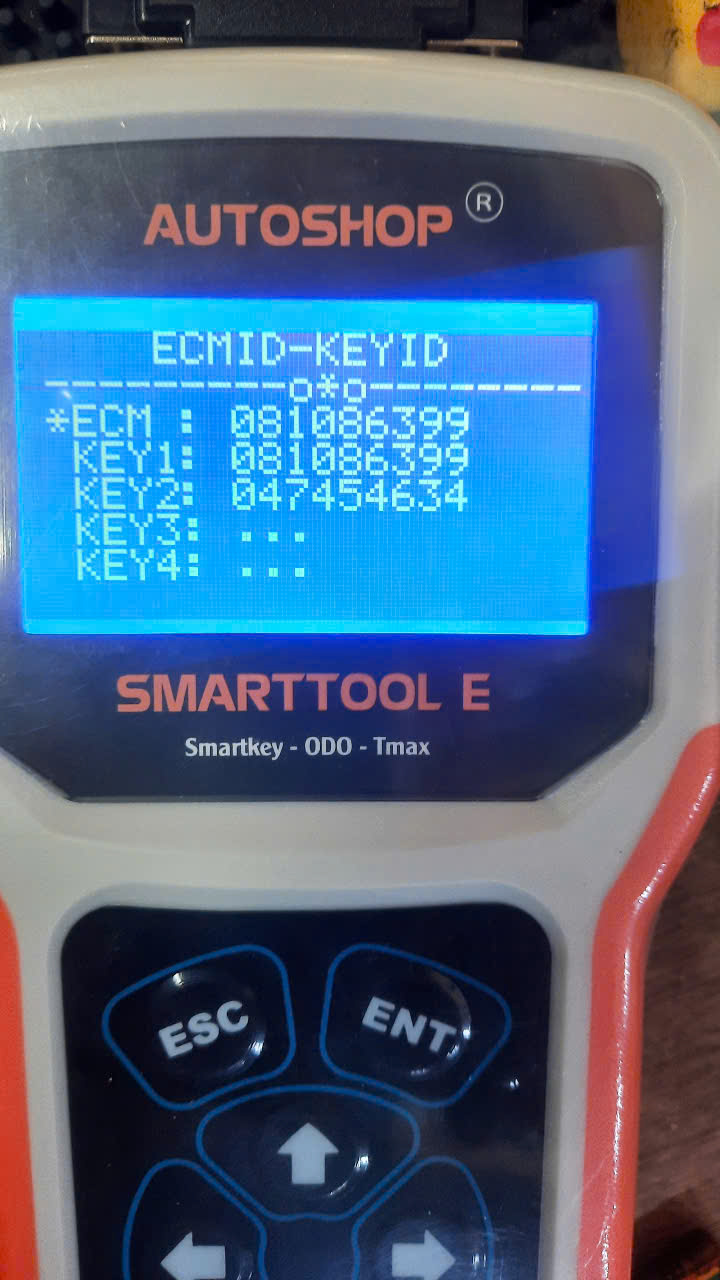 AUTOSHOP ®
ECMID-KEYID
----------o*o---------
*ECM : 081086399
KEY1: 081086399
KEY2: 047454634
KEY3: ...
KEY4: ...
SMARTTOOL E
Smartkey - ODO - Tmax
ESC ENT